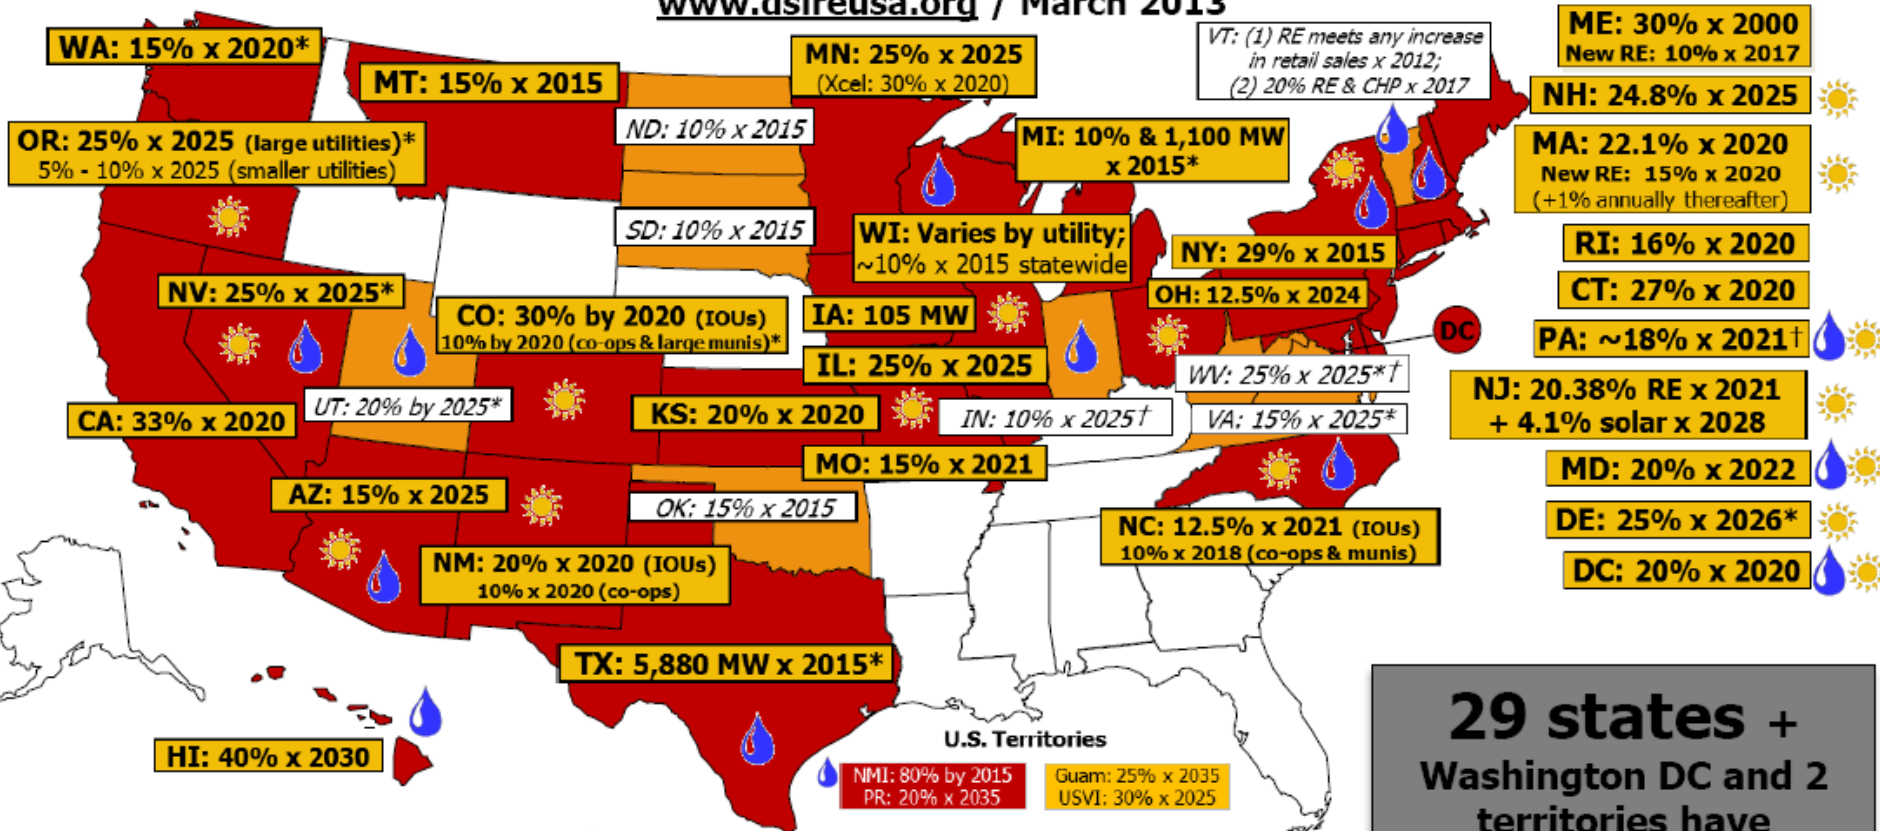 www.dsireusa.org / March 2013
WA: 15% x 2020*
MT: 15% x 2015
MN: 25% x 2025
(Xcel: 30% x 2020)
VT: (1) RE meets any increase
in retail sales x 2012;
(2) 20% RE & CHP x 2017
ME: 30% x 2000
New RE: 10% x 2017
NH: 24.8% x 2025
OR: 25% x 2025 (large utilities)*
5% - 10% x 2025 (smaller utilities)
ND: 10% x 2015
MI: 10% & 1,100 MW
x 2015*
MA: 22.1% x 2020
New RE: 15% x 2020
(+1% annually thereafter)
SD: 10% x 2015
WI: Varies by utility;
~10% x 2015 statewide
NY: 29% x 2015
RI: 16% x 2020
CT: 27% x 2020
NV: 25% x 2025*
CO: 30% by 2020 (IOUs)
10% by 2020 (co-ops & large munis)*
IA: 105 MW
OH: 12.5% x 2024
DC
PA: ~18% x 2021†
IL: 25% x 2025
WV: 25% x 2025*†
NJ: 20.38% RE x 2021
+ 4.1% solar x 2028
CA: 33% x 2020
UT: 20% by 2025*
KS: 20% x 2020
IN: 10% x 2025†
VA: 15% x 2025*
MO: 15% x 2021
MD: 20% x 2022
AZ: 15% x 2025
OK: 15% x 2015
NC: 12.5% x 2021 (IOUs)
10% x 2018 (co-ops & munis)
DE: 25% x 2026*
DC: 20% x 2020
NM: 20% x 2020 (IOUs)
10% x 2020 (co-ops)
TX: 5,880 MW x 2015*
HI: 40% x 2030
U.S. Territories
NMI: 80% by 2015
PR: 20% x 2035
Guam: 25% x 2035
USVI: 30% x 2025
29 states +
Washington DC and 2
territories have